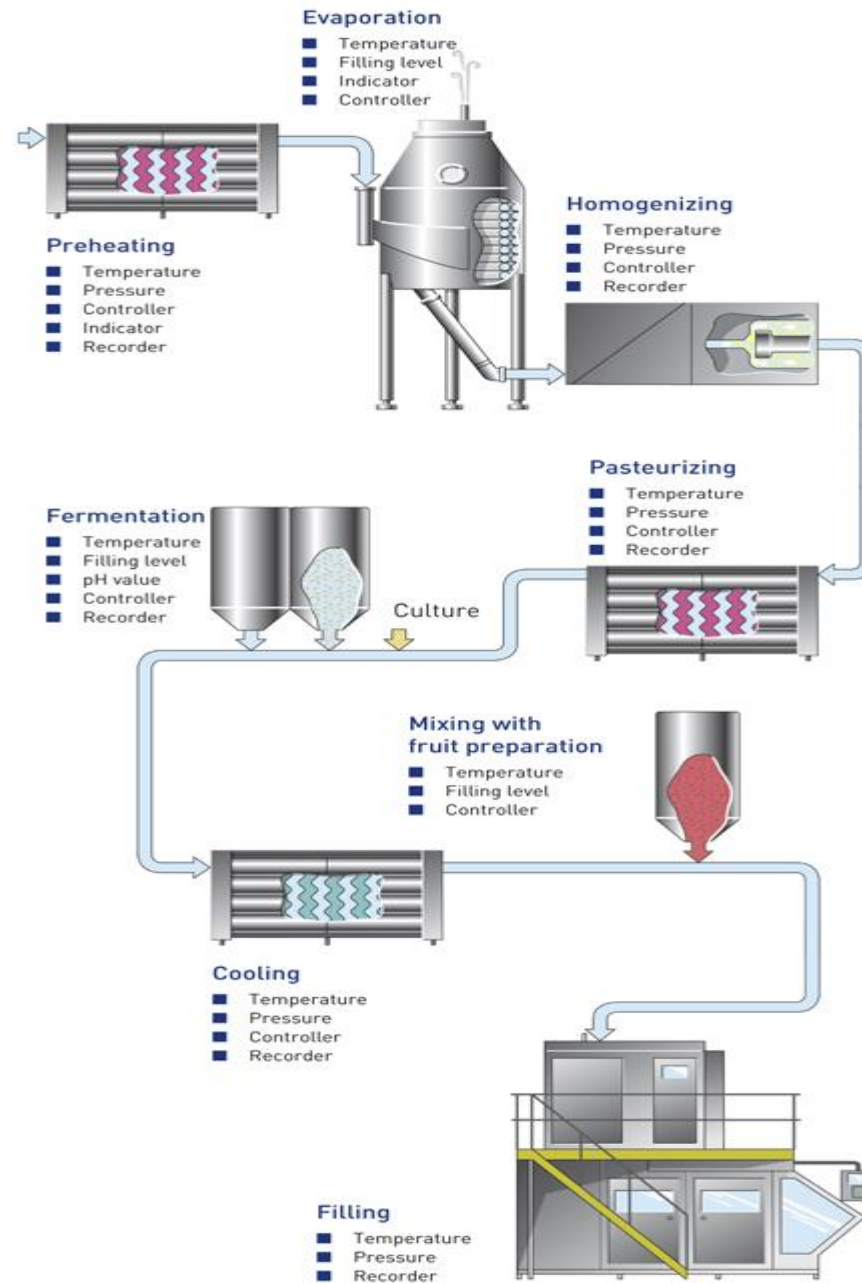 Evaporation
Temperature
Filling level
Indicator
Controller
Preheating
Temperature
Pressure
Controller
Indicator
Recorder
Homogenizing
Temperature
Pressure
Controller
Recorder
Pasteurizing
Temperature
Pressure
Controller
Recorder
Fermentation
Temperature
Filling level
pH value
Controller
Recorder
Culture
Mixing with
fruit preparation
Temperature
Filling level
Controller
Cooling
Temperature
Pressure
Controller
Recorder
Filling
Temperature
Pressure
Recorder